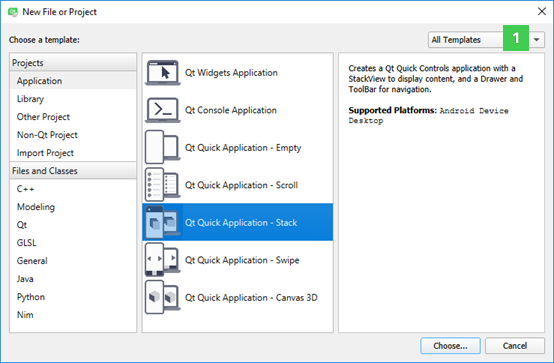 New File or Project
Choose a template:
All Templates
1
Projects
Application
Library
Other Project
Non-Qt Project
Import Project
Files and Classes
C++
Modeling
Qt
GLSL
General
Java
Python
Nim
Qt Widgets Application
Qt Console Application
Qt Quick Application - Empty
Qt Quick Application - Scroll
Qt Quick Application - Stack
Qt Quick Application - Swipe
Qt Quick Application - Canvas 3D
Creates a Qt Quick Controls application with a
StackView to display content, and a Drawer and
ToolBar for navigation.
Supported Platforms: Android Device
Desktop
Choose...
Cancel